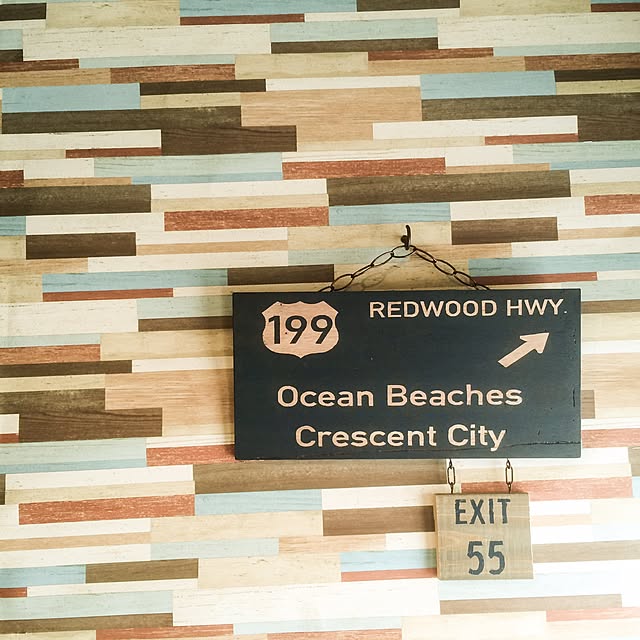 199
REDWOOD HWY.
Ocean Beaches
Crescent City
EXIT
55